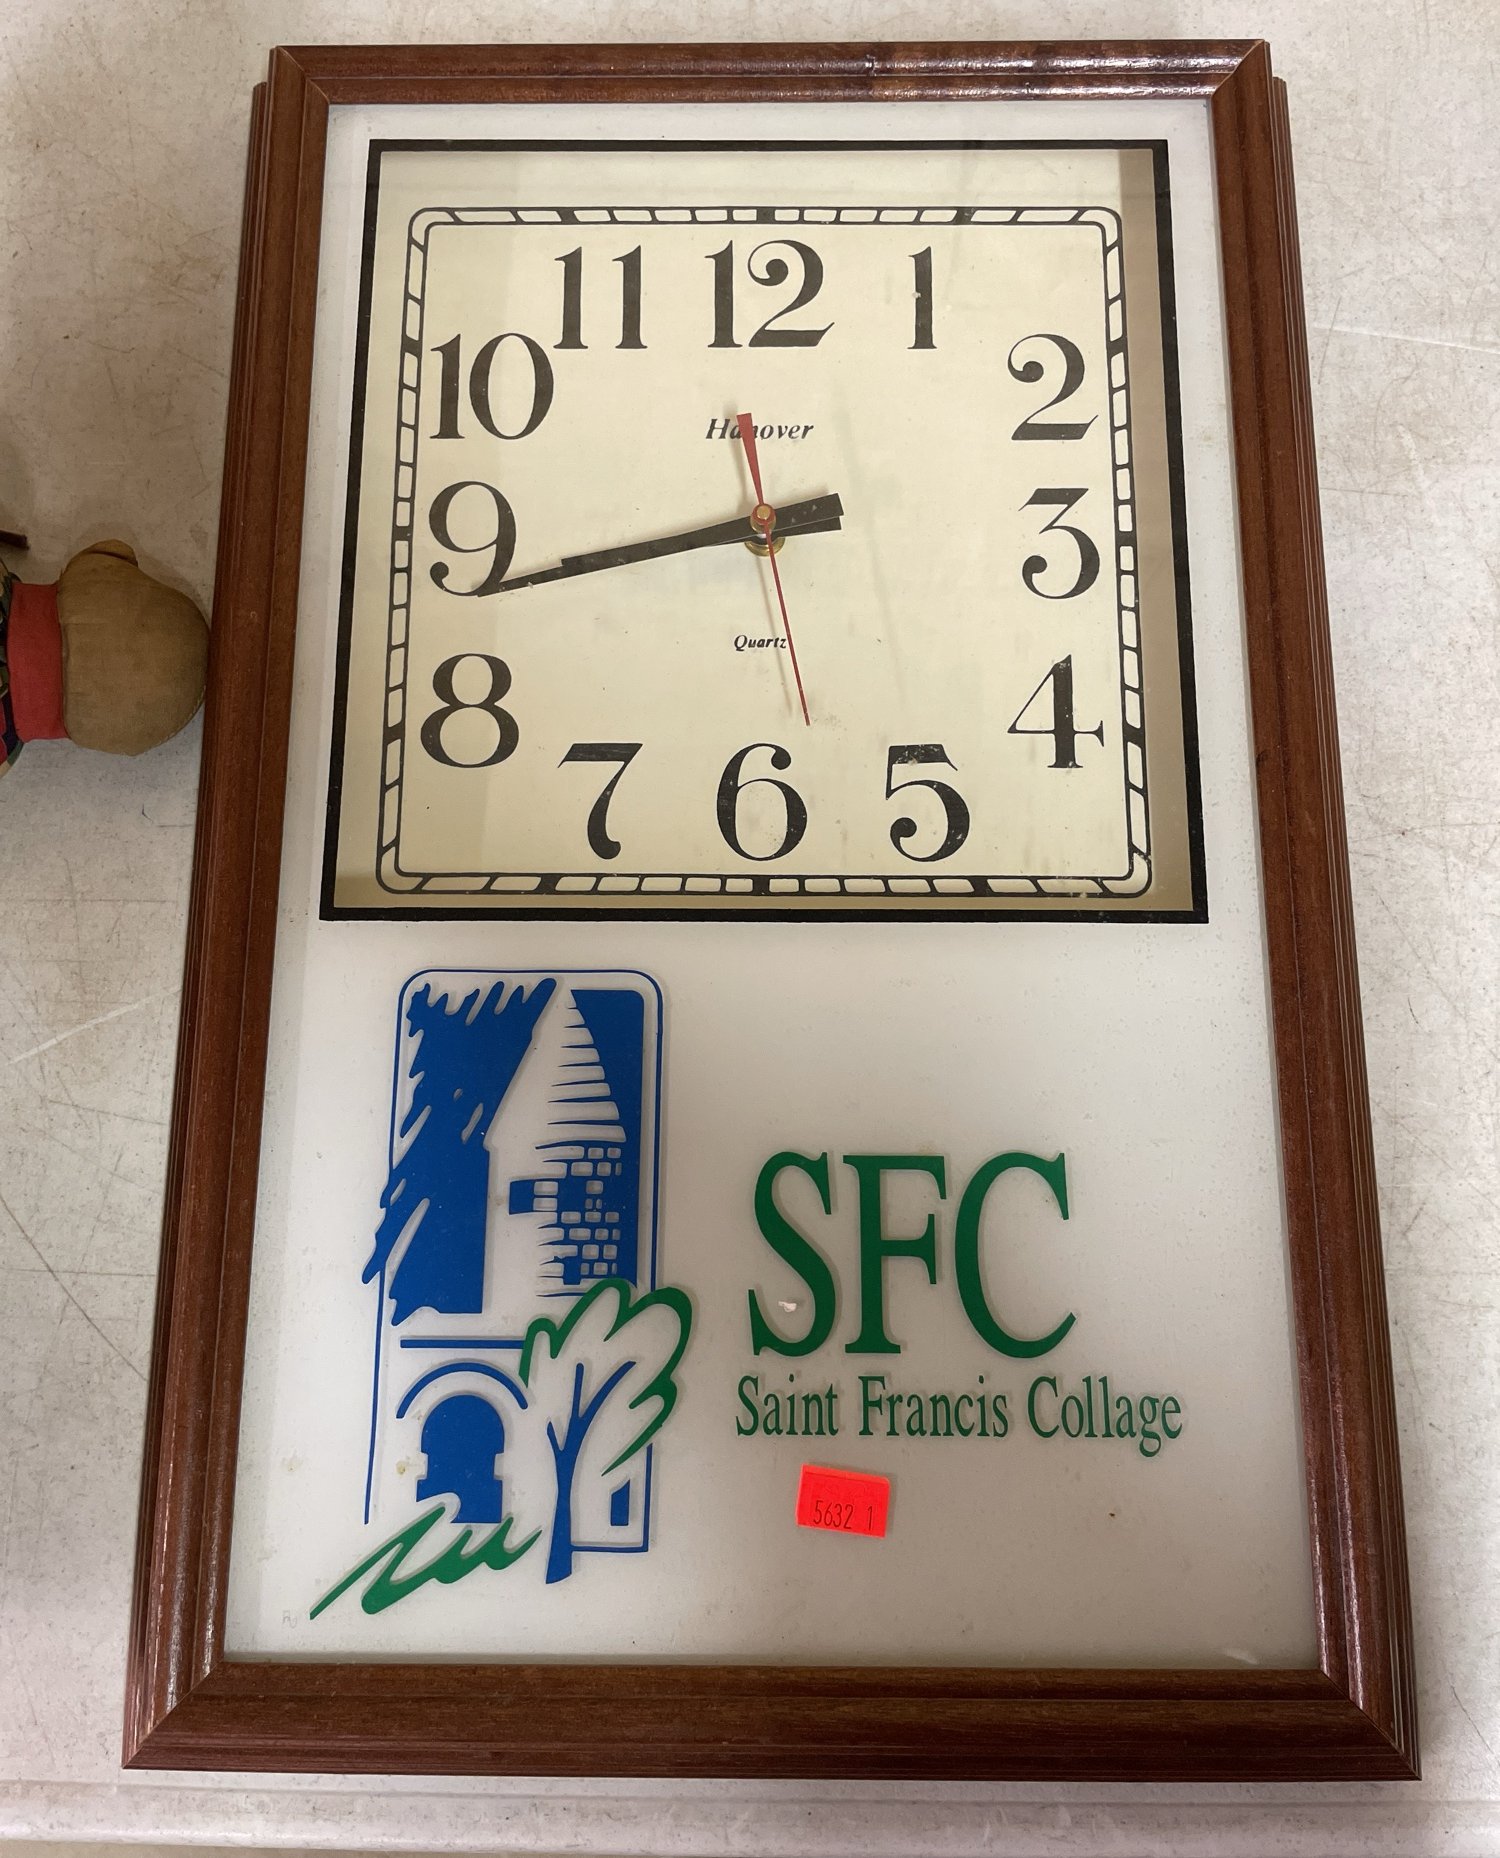 11 12 1
10 2
Hanover
9 3
Quartz
8 4
7 6 5
SFC
Saint Francis Collage
5632 1